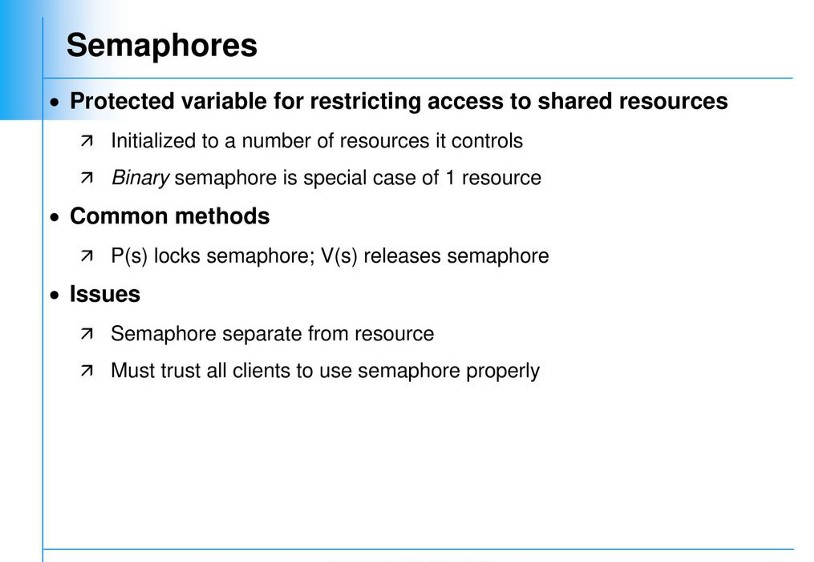 Semaphores
• Protected variable for restricting access to shared resources
↗ Initialized to a number of resources it controls
↗ Binary semaphore is special case of 1 resource
• Common methods
↗ P(s) locks semaphore; V(s) releases semaphore
• Issues
↗ Semaphore separate from resource
↗ Must trust all clients to use semaphore properly